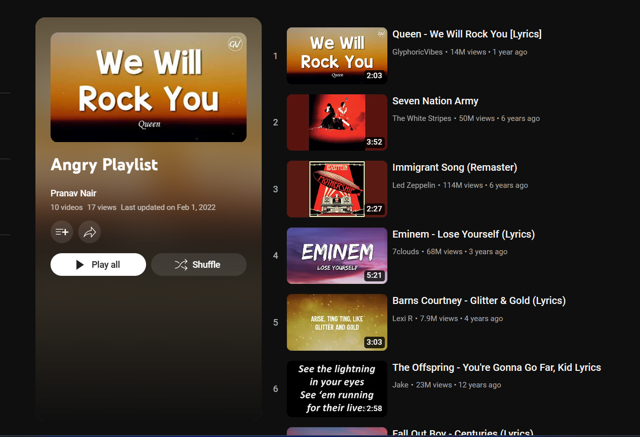 GV
We Will
Rock You
Queen
Angry Playlist
Pranav Nair
10 videos 17 views Last updated on Feb 1, 2022
Play all
Shuffle
1
We Will
Rock You
Queen
2:03
Queen - We Will Rock You [Lyrics]
GlyphoricVibes • 14M views • 1 year ago
2
3:52
Seven Nation Army
The White Stripes • 50M views • 6 years ago
3
LED ZEPPELIN
MOTHERSHIP
2:27
Immigrant Song (Remaster)
Led Zeppelin • 114M views • 6 years ago
4
EMINEM
LOSE YOURSELF
5:21
Eminem - Lose Yourself (Lyrics)
7clouds • 68M views • 3 years ago
5
ARISE, TING TING, LIKE
GLITTER AND GOLD
3:03
Barns Courtney - Glitter & Gold (Lyrics)
Lexi R • 7.9M views • 4 years ago
6
See the lightning
in your eyes
See 'em running
for their live
2:58
The Offspring - You're Gonna Go Far, Kid Lyrics
Jake • 23M views • 12 years ago
Fall Out Boy - Centuries (Lyrics)